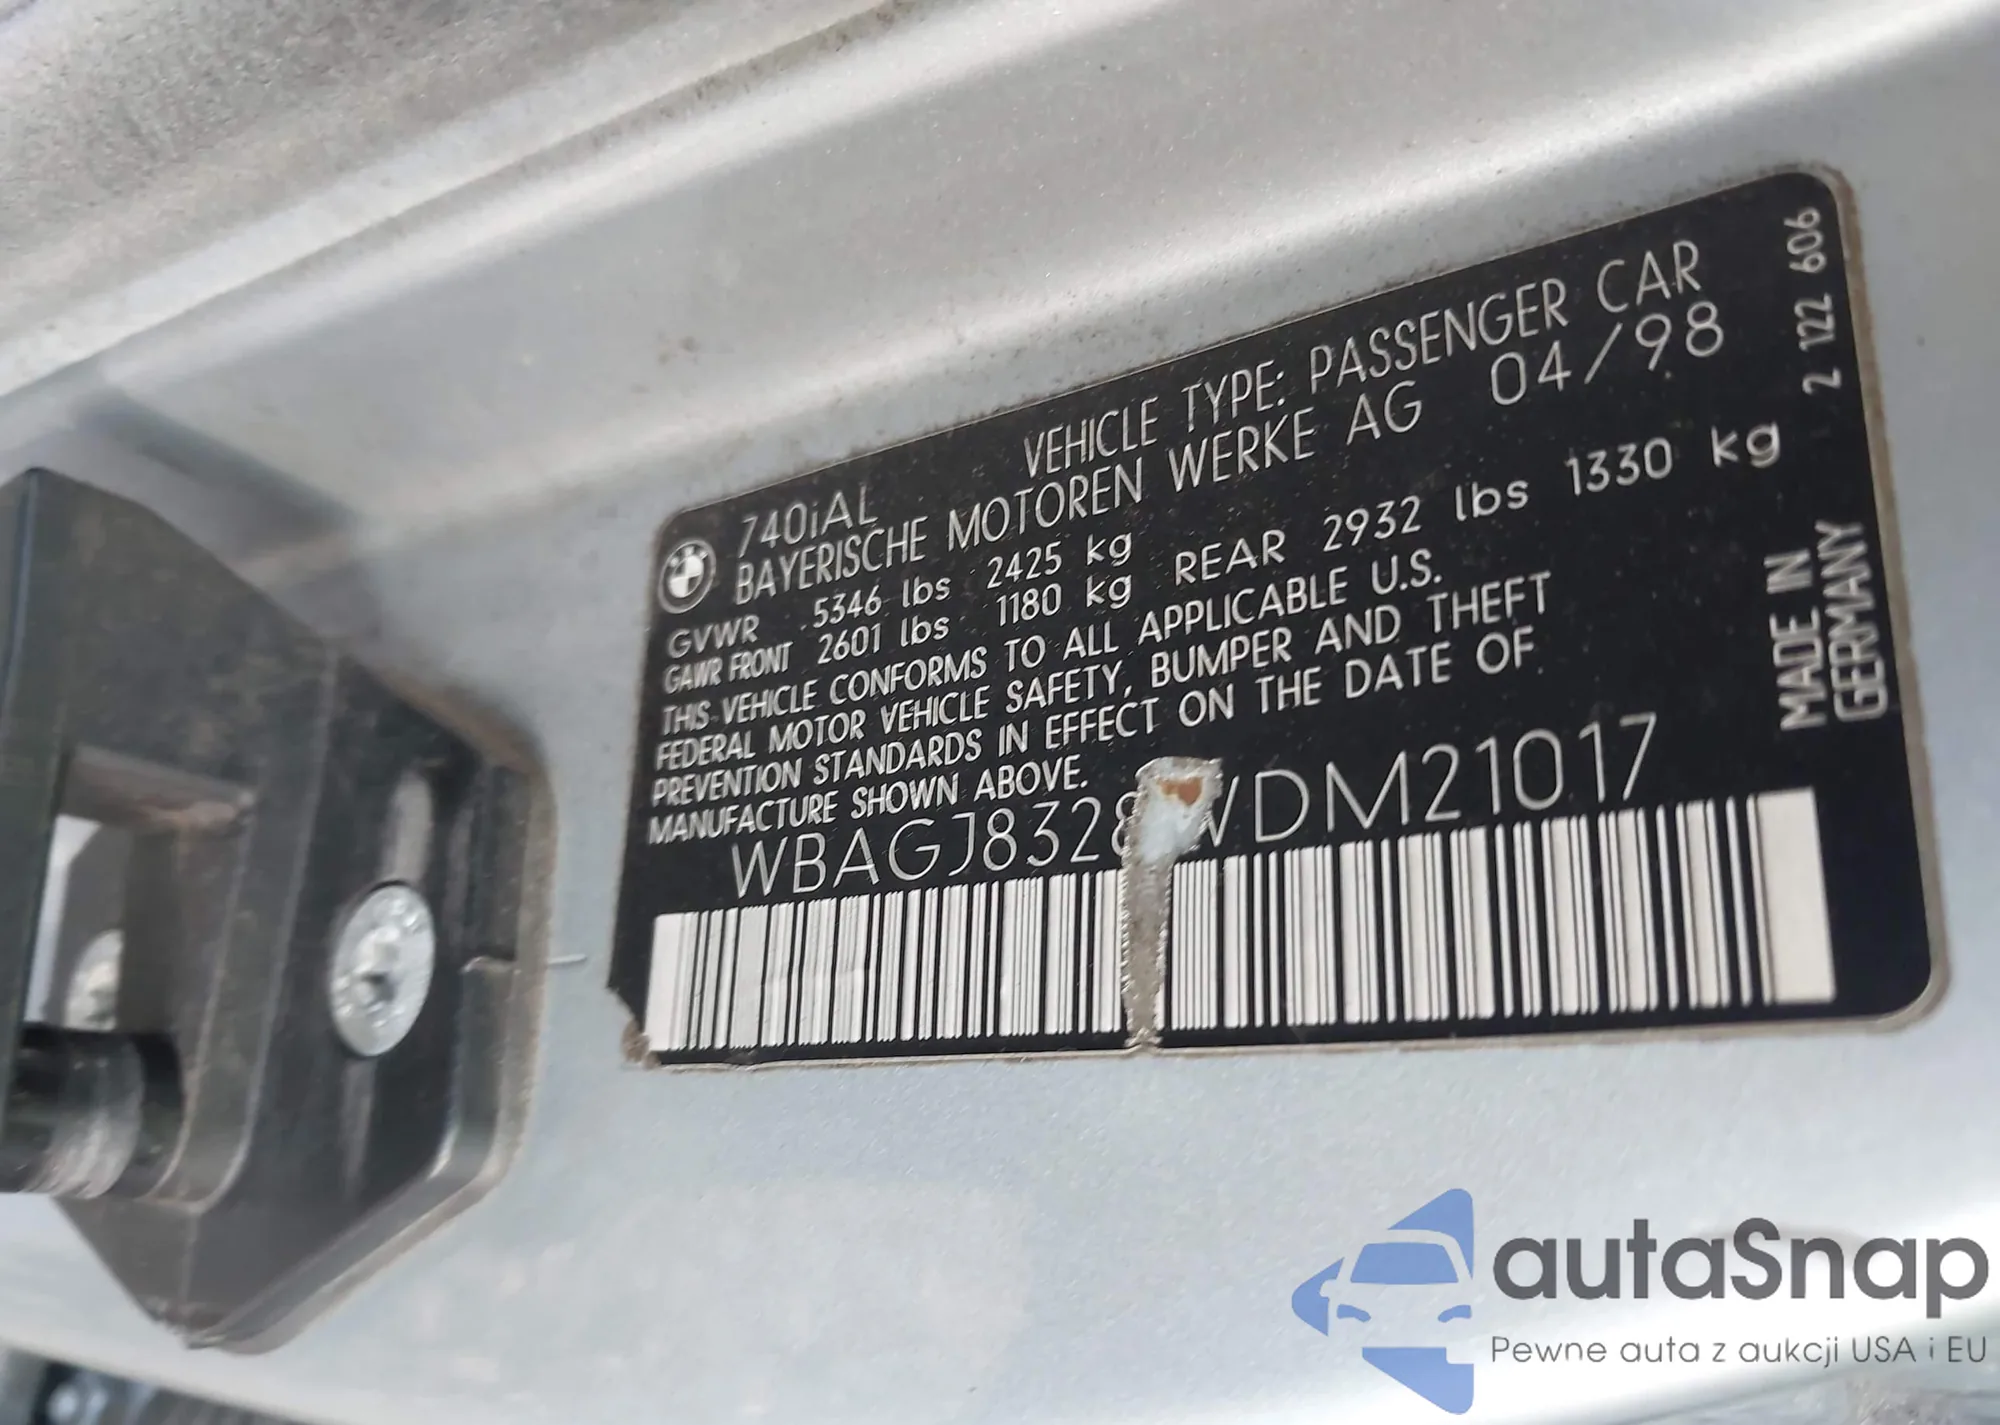 740iAL VEHICLE TYPE: PASSENGER CAR
BAYERISCHE MOTOREN WERKE AG 04/98
GVWR 5346 lbs 2425 kg
GAWR FRONT 2601 lbs 1180 kg REAR 2932 lbs 1330 kg
THIS VEHICLE CONFORMS TO ALL APPLICABLE U.S.
FEDERAL MOTOR VEHICLE SAFETY, BUMPER AND THEFT
PREVENTION STANDARDS IN EFFECT ON THE DATE OF
MANUFACTURE SHOWN ABOVE.
2 122 606
MADE IN
GERMANY
autaSnap
Pewne auta z aukcji USA i EU